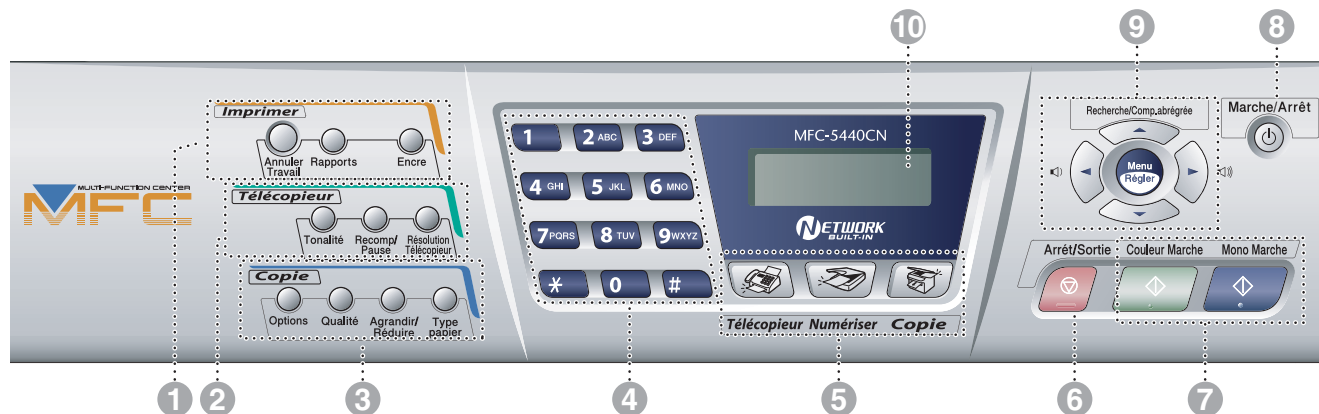 10
9
8
Imprimer
Annuler Travail
Rapports
Encre
MULTI-FUNCTION CENTER
MFC
Télécopieur
Tonalité
Recomp/ Pause
Résolution Télécopieur
Copie
Options
Qualité
Agrandir/ Réduire
Type papier
1
2 ABC
3 DEF
4 GHI
5 JKL
6 MNO
7 PQRS
8 TUV
9 WXYZ
*
0
#
MFC-5440CN
NETWORK
BUILT-IN
Télécopieur Numériser Copie
Recherche/Comp.abrégrée
Menu
Régler
Marche/Arrêt
Arrêt/Sortie
Couleur Marche
Mono Marche
1
2
3
4
5
6
7